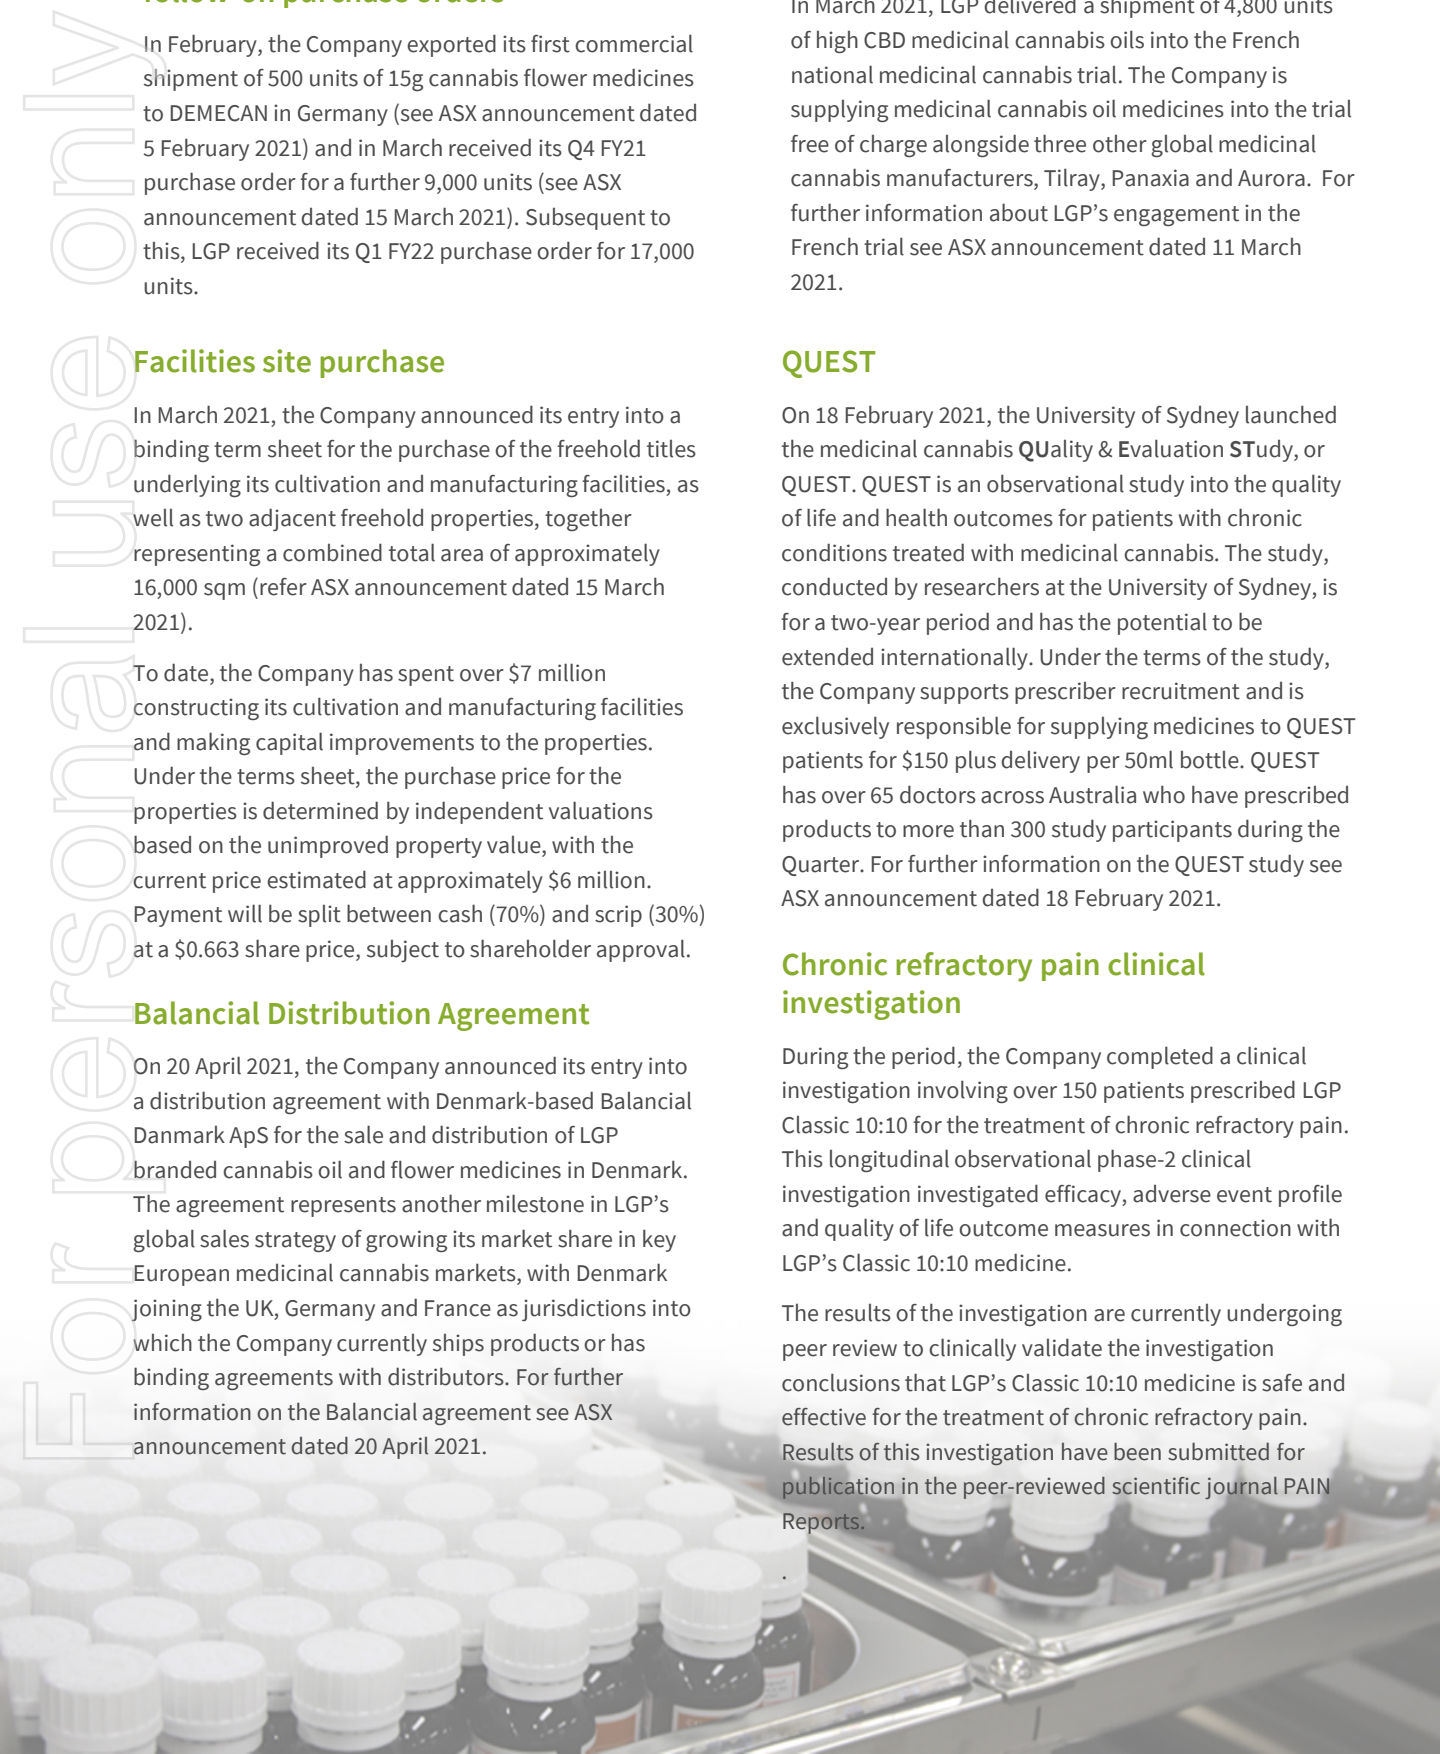 follow-on purchase orders
In February, the Company exported its first commercial
shipment of 500 units of 15g cannabis flower medicines
to DEMECAN in Germany (see ASX announcement dated
5 February 2021) and in March received its Q4 FY21
purchase order for a further 9,000 units (see ASX
announcement dated 15 March 2021). Subsequent to
this, LGP received its Q1 FY22 purchase order for 17,000
units.
Facilities site purchase
In March 2021, the Company announced its entry into a
binding term sheet for the purchase of the freehold titles
underlying its cultivation and manufacturing facilities, as
well as two adjacent freehold properties, together
representing a combined total area of approximately
16,000 sqm (refer ASX announcement dated 15 March
2021).
To date, the Company has spent over $7 million
constructing its cultivation and manufacturing facilities
and making capital improvements to the properties.
Under the terms sheet, the purchase price for the
properties is determined by independent valuations
based on the unimproved property value, with the
current price estimated at approximately $6 million.
Payment will be split between cash (70%) and scrip (30%)
at a $0.663 share price, subject to shareholder approval.
Balancial Distribution Agreement
On 20 April 2021, the Company announced its entry into
a distribution agreement with Denmark-based Balancial
Danmark ApS for the sale and distribution of LGP
branded cannabis oil and flower medicines in Denmark.
The agreement represents another milestone in LGP's
global sales strategy of growing its market share in key
European medicinal cannabis markets, with Denmark
joining the UK, Germany and France as jurisdictions into
which the Company currently ships products or has
binding agreements with distributors. For further
information on the Balancial agreement see ASX
announcement dated 20 April 2021.
In March 2021, LGP delivered a shipment of 4,800 units
of high CBD medicinal cannabis oils into the French
national medicinal cannabis trial. The Company is
supplying medicinal cannabis oil medicines into the trial
free of charge alongside three other global medicinal
cannabis manufacturers, Tilray, Panaxia and Aurora.  For
further information about LGP's engagement in the
French trial see ASX announcement dated 11 March
2021.
QUEST
On 18 February 2021, the University of Sydney launched
the medicinal cannabis QUality & Evaluation STudy, or
QUEST. QUEST is an observational study into the quality
of life and health outcomes for patients with chronic
conditions treated with medicinal cannabis. The study,
conducted by researchers at the University of Sydney, is
for a two-year period and has the potential to be
extended internationally. Under the terms of the study,
the Company supports prescriber recruitment and is
exclusively responsible for supplying medicines to QUEST
patients for $150 plus delivery per 50ml bottle. QUEST
has over 65 doctors across Australia who have prescribed
products to more than 300 study participants during the
Quarter. For further information on the QUEST study see
ASX announcement dated 18 February 2021.
Chronic refractory pain clinical
investigation
During the period, the Company completed a clinical
investigation involving over 150 patients prescribed LGP
Classic 10:10 for the treatment of chronic refractory pain.
This longitudinal observational phase-2 clinical
investigation investigated efficacy, adverse event profile
and quality of life outcome measures in connection with
LGP's Classic 10:10 medicine.
The results of the investigation are currently undergoing
peer review to clinically validate the investigation
conclusions that LGP's Classic 10:10 medicine is safe and
effective for the treatment of chronic refractory pain.
Results of this investigation have been submitted for
publication in the peer-reviewed scientific journal PAIN
Reports.
.
For personal use only